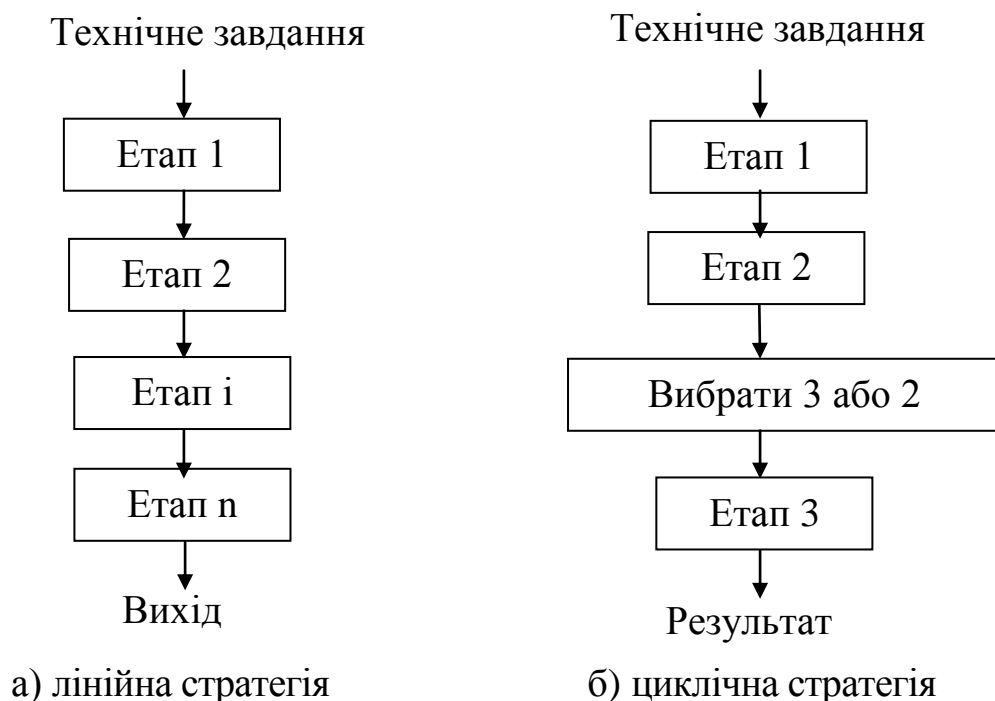 Технічне завдання
Етап 1
Етап 2
Етап i
Етап n
Вихід
а) лінійна стратегія
Технічне завдання
Етап 1
Етап 2
Вибрати 3 або 2
Етап 3
Результат
б) циклічна стратегія